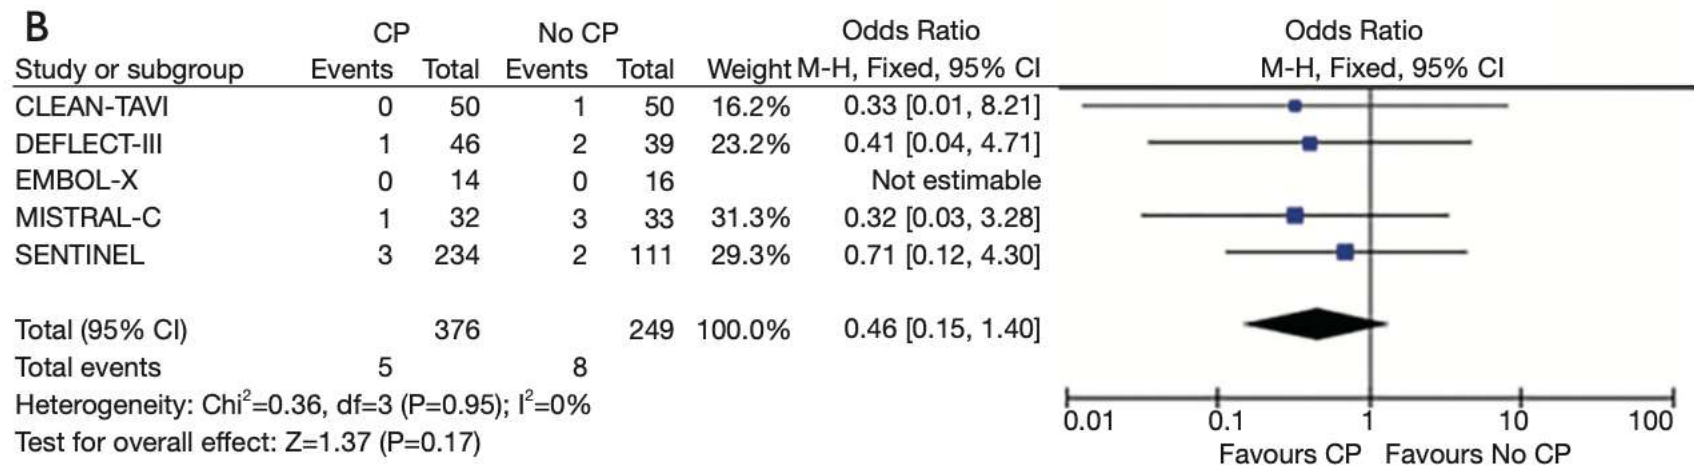 B
CP No CP Odds Ratio Odds Ratio
Study or subgroup Events Total Events Total Weight M-H, Fixed, 95% CI M-H, Fixed, 95% CI
CLEAN-TAVI 0 50 1 50 16.2% 0.33 [0.01, 8.21]
DEFLECT-III 1 46 2 39 23.2% 0.41 [0.04, 4.71]
EMBOL-X 0 14 0 16 Not estimable
MISTRAL-C 1 32 3 33 31.3% 0.32 [0.03, 3.28]
SENTINEL 3 234 2 111 29.3% 0.71 [0.12, 4.30]
Total (95% CI) 376 249 100.0% 0.46 [0.15, 1.40]
Total events 5 8
Heterogeneity: Chi²=0.36, df=3 (P=0.95); I²=0%
Test for overall effect: Z=1.37 (P=0.17)
0.01 0.1 1 10 100
Favours CP Favours No CP